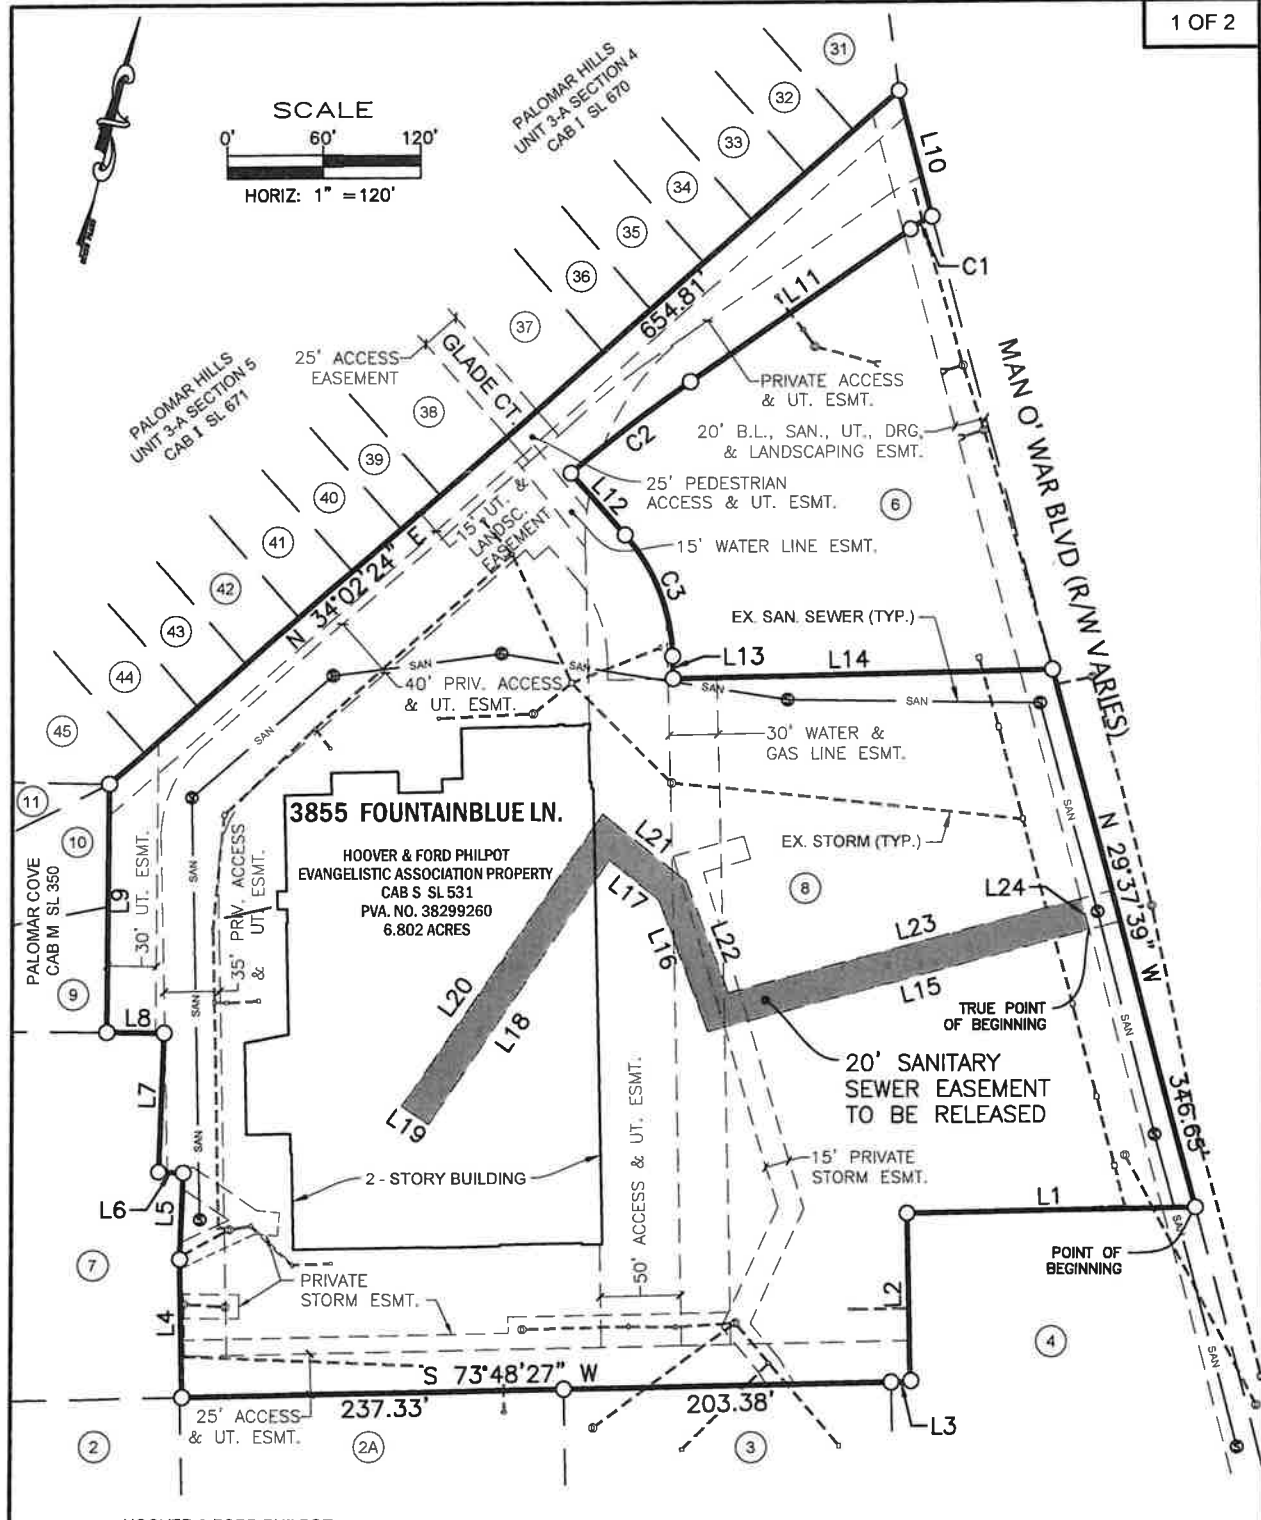 1 OF 2
SCALE
0' 60' 120'
HORIZ: 1" = 120'
PALOMAR HILLS
UNIT 3-A SECTION 4
CAB I SL 670
31
32
33
34
35
36
37
L10
C1
L11
654.81'
25' ACCESS
EASEMENT
GLADE CT.
PALOMAR HILLS
UNIT 3-A SECTION 5
CAB I SL 671
38
39
40
41
42
43
44
45
PRIVATE ACCESS
& UT. ESMT.
C2
20' B.L., SAN., UT., DRG,
& LANDSCAPING ESMT.
MAN O' WAR BLVD (R/W VARIES)
25' PEDESTRIAN
ACCESS & UT. ESMT.
6
L12
15' UT. &
LANDSC.
EASEMENT
15' WATER LINE ESMT.
N 34°02'24" E
C3
EX. SAN. SEWER (TYP.)
L13
L14
SAN
SAN
SAN
SAN
SAN
40' PRIV. ACCESS
& UT. ESMT.
30' WATER &
GAS LINE ESMT.
11
10
9
PALOMAR COVE
CAB M SL 350
L9
30' UT. ESMT.
SAN
35' PRIV. ACCESS
& UT. ESMT.
3855 FOUNTAINBLUE LN.
HOOVER & FORD PHILPOT
EVANGELISTIC ASSOCIATION PROPERTY
CAB S SL 531
PVA. NO. 38299260
6.802 ACRES
L21
L17
EX. STORM (TYP.)
SAN
N 29°37'39" W
8
L24
L16
L22
L23
L15
L20
L18
L19
TRUE POINT
OF BEGINNING
SAN
346.65'
20' SANITARY
SEWER EASEMENT
TO BE RELEASED
L8
L7
L6
L5
SAN
2 - STORY BUILDING
50' ACCESS & UT. ESMT.
15' PRIVATE
STORM ESMT.
L1
POINT OF
BEGINNING
SAN
7
PRIVATE
STORM ESMT.
L4
L2
4
SAN
S 73°48'27" W
237.33'
203.38'
L3
25' ACCESS
& UT. ESMT.
2
2A
3